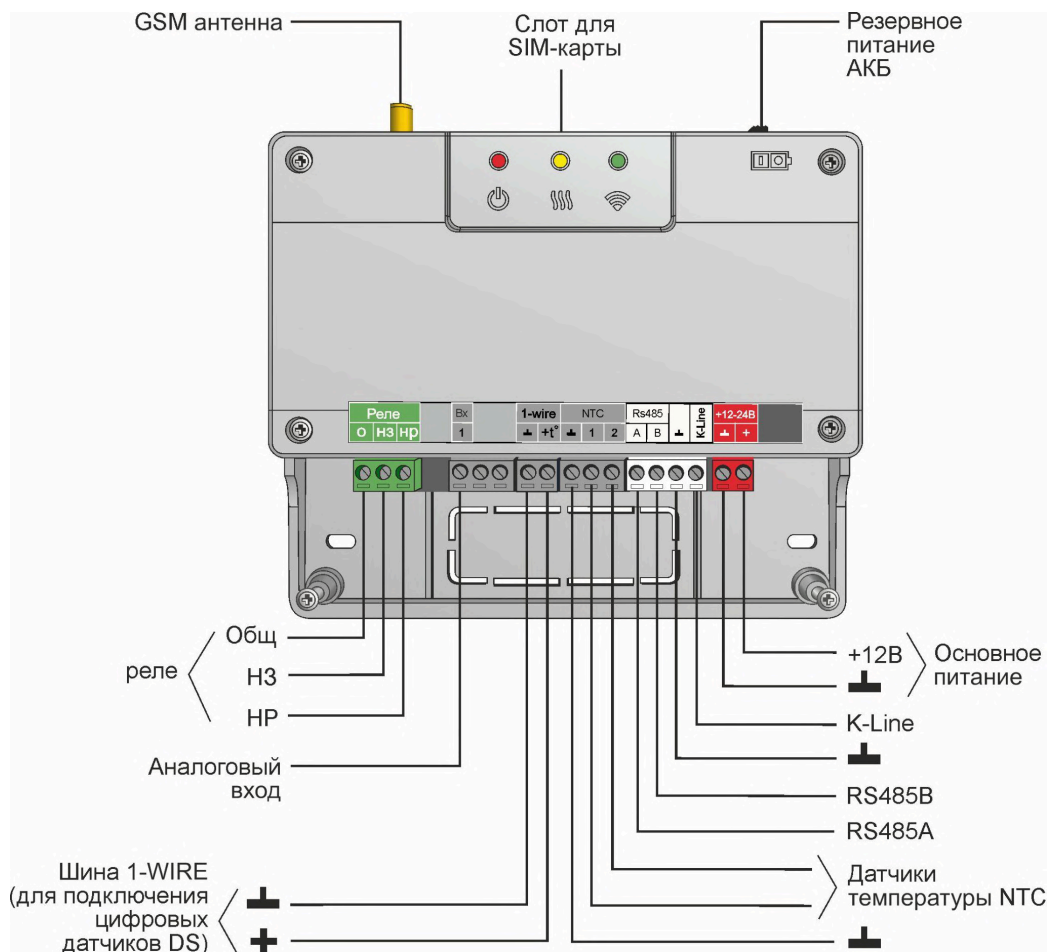 GSM антенна
Слот для
SIM-карты
Резервное
питание
АКБ
Реле
О НЗ НР
Вх
1
1-wire
+t°
NTC
1 2
Rs485
A B
K-Line
+12-24В
+
реле
Общ
НЗ
НР
Аналоговый
вход
Шина 1-WIRE
(для подключения
цифровых
датчиков DS)
+12В
Основное
питание
K-Line
RS485B
RS485A
Датчики
температуры NTC